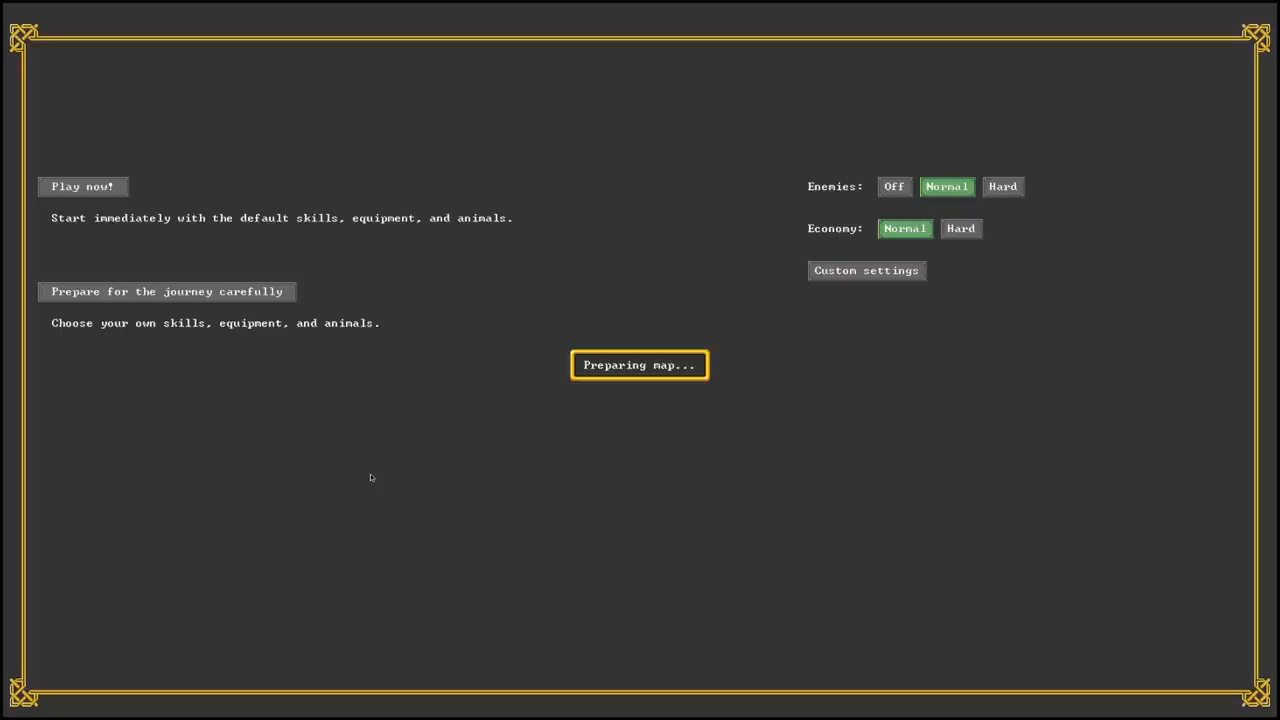 Play now!
Start immediately with the default skills, equipment, and animals.
Prepare for the journey carefully
Choose your own skills, equipment, and animals.
Enemies: Off Normal Hard
Economy: Normal Hard
Custom settings
Preparing map...